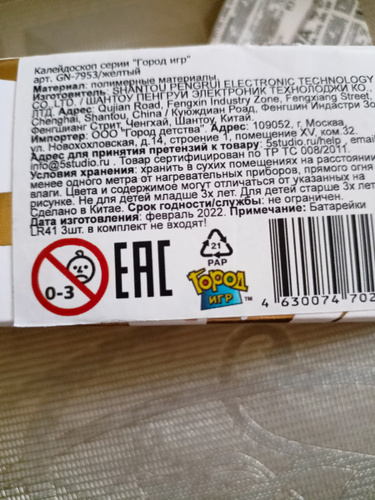 Калейдоскоп серии "Город игр"
арт. GN-7953/желтый
Материал: полимерные материалы
Изготовитель: SHANTOU PENGRUI ELECTRONIC TECHNOLOGY
CO., LTD. / ШАНТОУ ПЕНГРУЙ ЭЛЕКТРОНИК ТЕХНОЛОДЖИ КО.
ЛТД. Адрес: Qujian Road, Fengxin Industry Zone, Fengxiang Street,
Chenghai, Shantou, China / Куюждиан Роад, Фенгшин Индастри Зо
Фенгшианг Стрит, Ченгхай, Шантоу, Китай.
Импортер: ООО "Город детства". Адрес: 109052, г. Москва,
ул. Новохохловская, д.14, строение 1, помещение XV, ком.32.
Адрес для принятия претензий к товару: 5studio.ru/help , email
info@5studio.ru . Товар сертифицирован по ТР ТС 008/2011.
Условия хранения: хранить в сухих помещениях на расстоянии
менее одного метра от нагревательных приборов, прямого огня
влаги. Цвета и содержимое могут отличаться от указанных на
рисунке. Не для детей младше 3х лет. Для детей старше 3х лет
Сделано в Китае. Срок годности/службы: не ограничен.
Дата изготовления: февраль 2022. Примечание: Батарейки
LR41 3шт. в комплект не входят!
0-3
EAC
21
PAP
Город
игр
™
4 630074 702